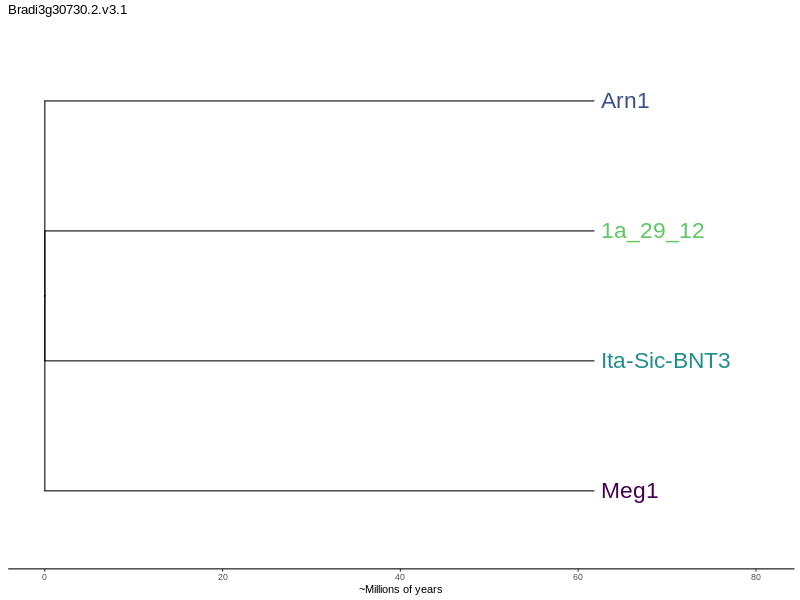 Bradi3g30730.2.v3.1
Arn1
1a_29_12
Ita-Sic-BNT3
Meg1
0 20 40 60 80
~Millions of years